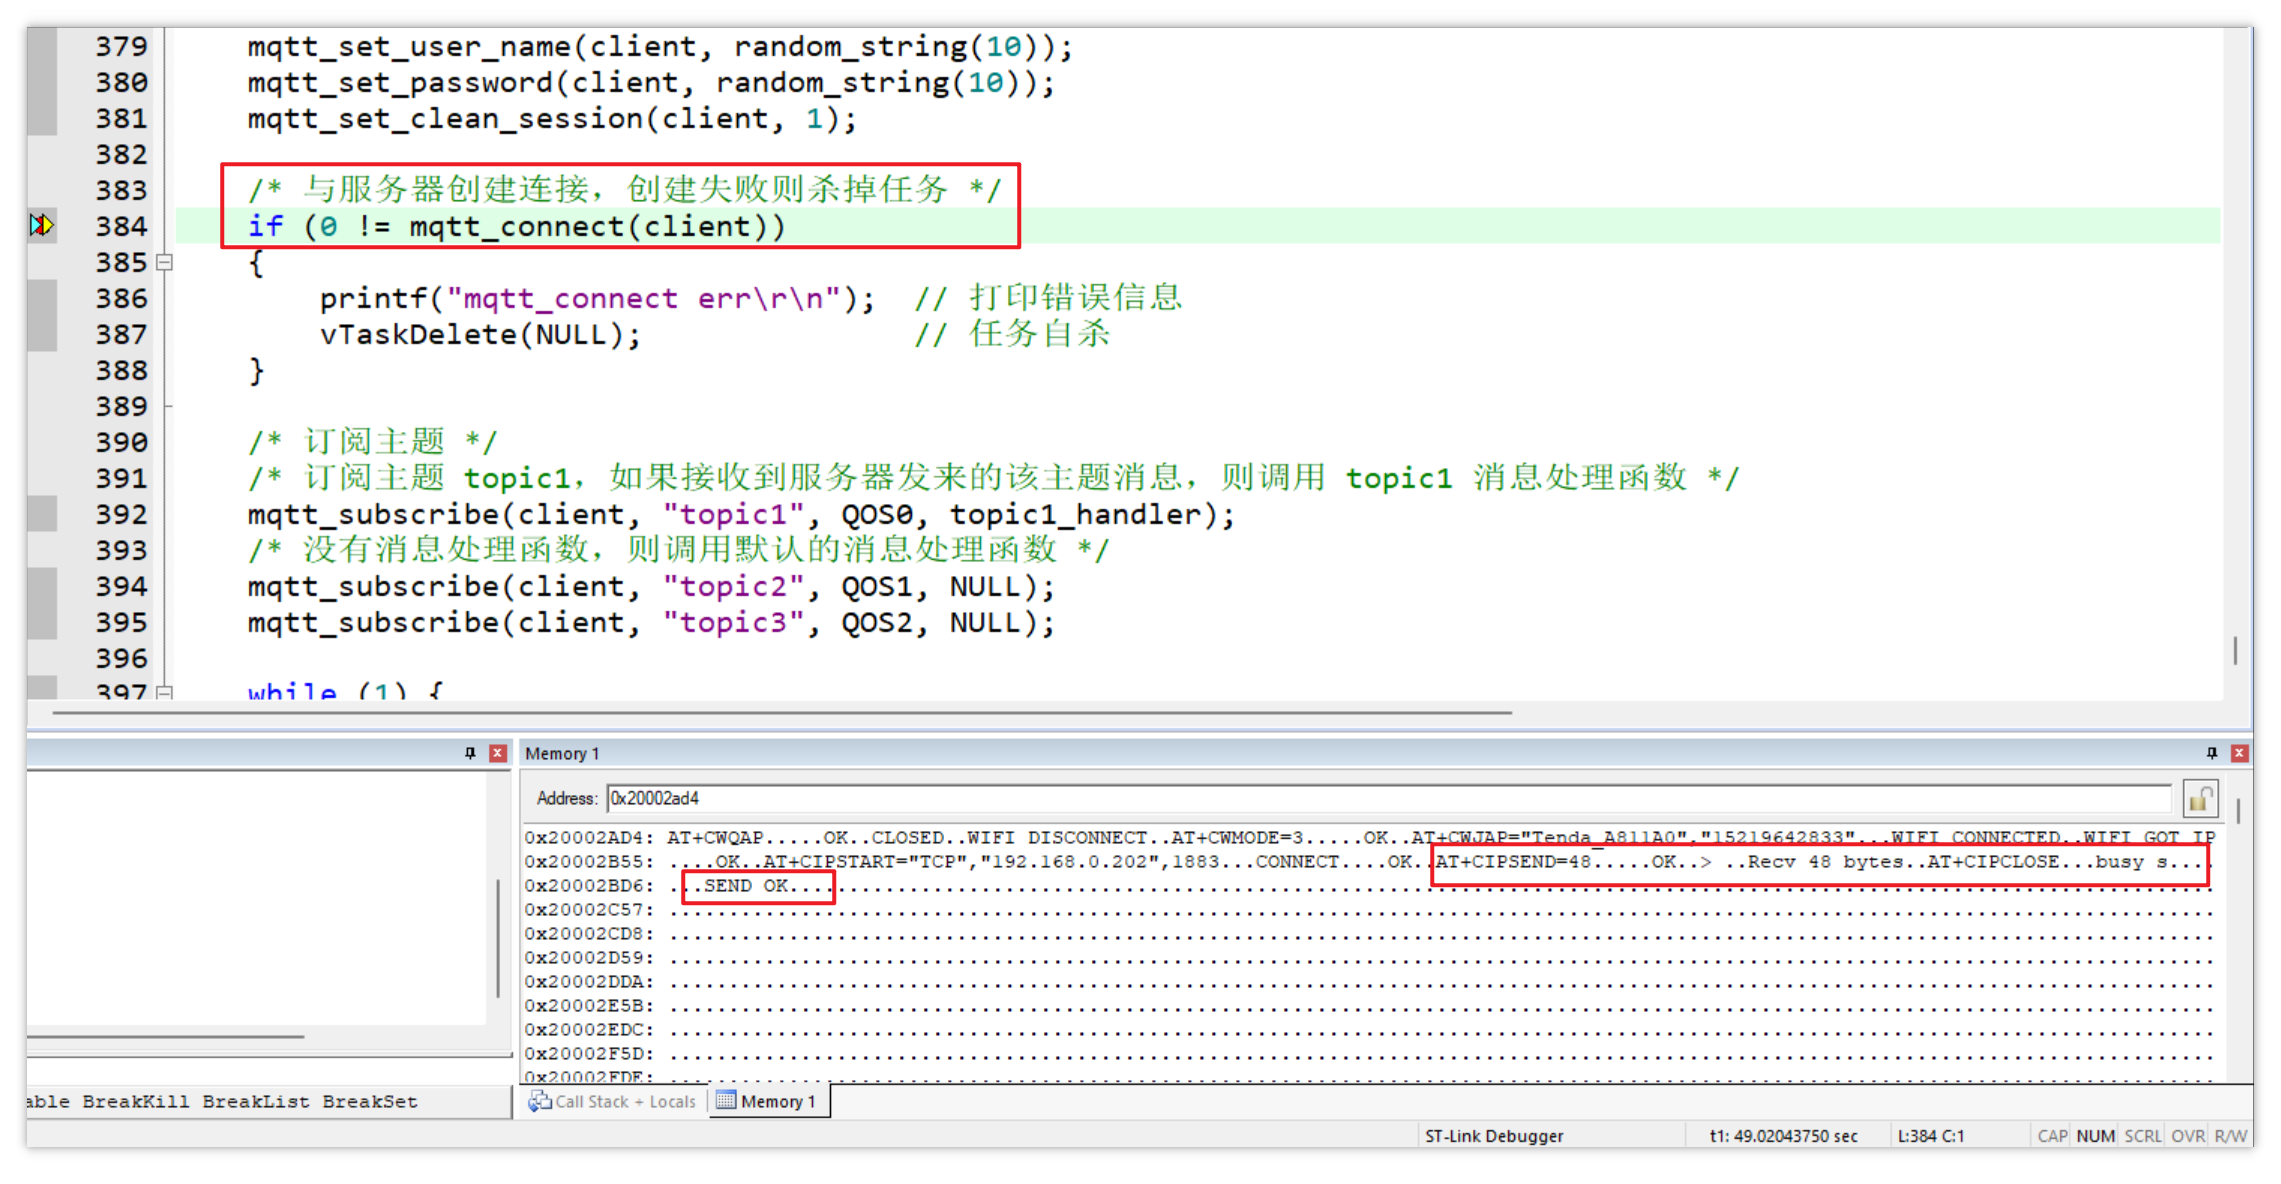 379 mqtt_set_user_name(client, random_string(10));
380 mqtt_set_password(client, random_string(10));
381 mqtt_set_clean_session(client, 1);
382
383 /* 与服务器创建连接，创建失败则杀掉任务 */
384 if (0 != mqtt_connect(client))
385 {
386 printf("mqtt_connect err\r\n"); // 打印错误信息
387 vTaskDelete(NULL); // 任务自杀
388 }
389
390 /* 订阅主题 */
391 /* 订阅主题 topic1，如果接收到服务器发来的该主题消息，则调用 topic1 消息处理函数 */
392 mqtt_subscribe(client, "topic1", QOS0, topic1_handler);
393 /* 没有消息处理函数，则调用默认的消息处理函数 */
394 mqtt_subscribe(client, "topic2", QOS1, NULL);
395 mqtt_subscribe(client, "topic3", QOS2, NULL);
396
397 while (1) {
Memory 1
Address: 0x20002ad4
0x20002AD4: AT+CWQAP.....OK..CLOSED..WIFI DISCONNECT..AT+CWMODE=3.....OK..AT+CWJAP="Tenda_A811A0","15219642833"...WIFI CONNECTED..WIFI GOT IP
0x20002B55: ....OK..AT+CIPSTART="TCP","192.168.0.202",1883...CONNECT....OK..AT+CIPSEND=48.....OK..> ..Recv 48 bytes..AT+CIPCLOSE...busy s....
0x20002BD6: ...SEND OK....
0x20002C57:
0x20002CD8:
0x20002D59:
0x20002DDA:
0x20002E5B:
0x20002EDC:
0x20002F5D:
0x20002FDE:
able BreakKill BreakList BreakSet
Call Stack + Locals Memory 1
ST-Link Debugger t1: 49.02043750 sec L:384 C:1 CAP NUM SCRL OVR R/W